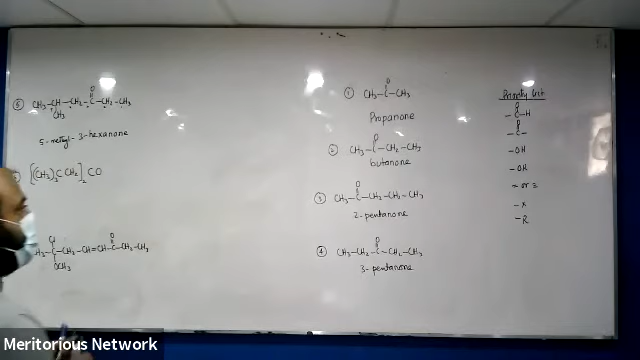 ⑤ CH₃-CH-CH₂-C-CH₂-CH₃
O
CH₃
5-methyl-3-hexanone
[(CH₃)₃C CH₂]₂ CO
Cl
O
H₃-C-CH₂-CH=CH-C-CH₂-CH₃
OCH₃
①
O
CH₃-C-CH₃
Propanone
②
O
CH₃-C-CH₂-CH₃
butanone
③
O
CH₃-C-CH₂-CH₂-CH₃
2-pentanone
④
O
CH₃-CH₂-C-CH₂-CH₃
3-pentanone
Priority list
O
-C-H
O
-C-
-OH
-OR
= or ≡
-X
-R
Meritorious Network